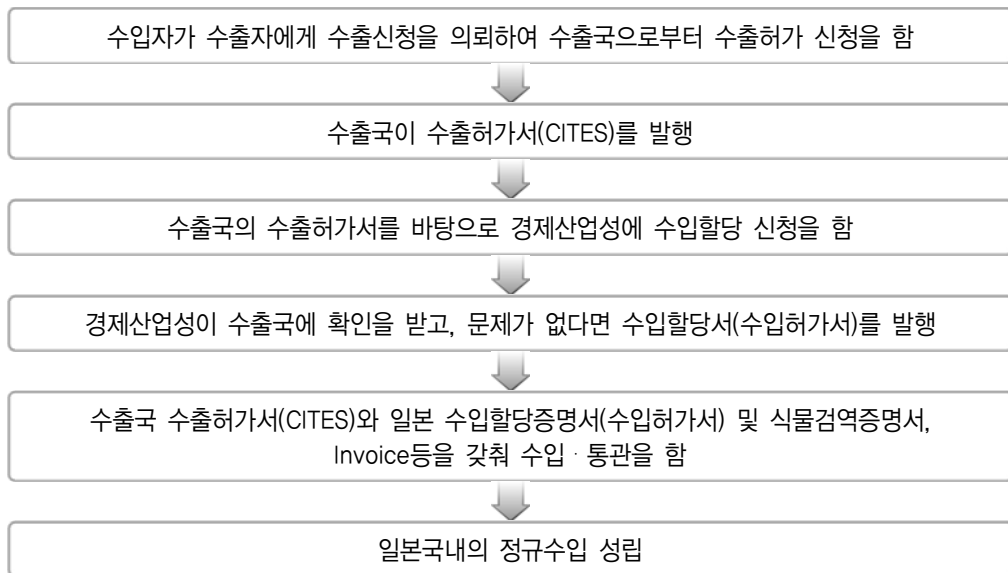 수입자가 수출자에게 수출신청을 의뢰하여 수출국으로부터 수출허가 신청을 함
수출국이 수출허가서(CITES)를 발행
수출국의 수출허가서를 바탕으로 경제산업성에 수입할당 신청을 함
경제산업성이 수출국에 확인을 받고, 문제가 없다면 수입할당서(수입허가서)를 발행
수출국 수출허가서(CITES)와 일본 수입할당증명서(수입허가서) 및 식물검역증명서,
Invoice등을 갖춰 수입 · 통관을 함
일본국내의 정규수입 성립